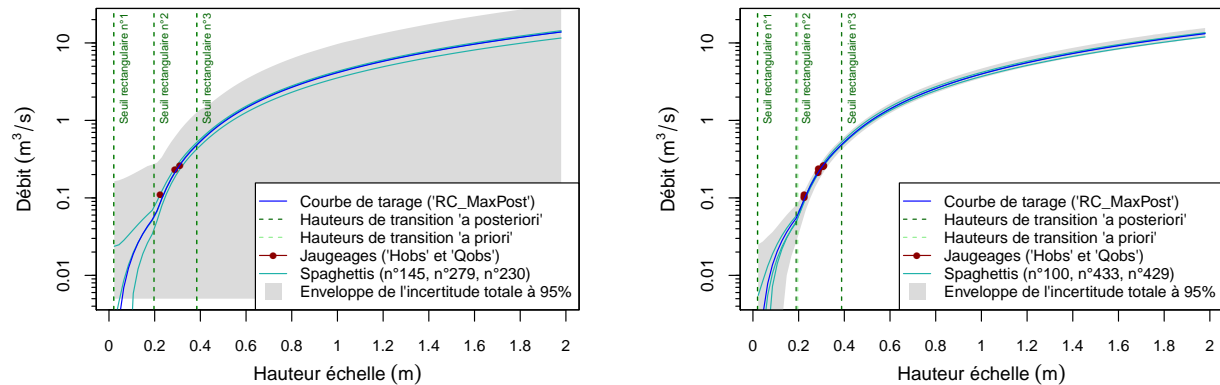 Seuil rectangulaire n°1
Seuil rectangulaire n°2
Seuil rectangulaire n°3
Débit (m³/s)
10
1
0.1
0.01
Courbe de tarage ('RC_MaxPost')
Hauteurs de transition 'a posteriori'
Hauteurs de transition 'a priori'
Jaugeages ('Hobs' et 'Qobs')
Spaghettis (n°145, n°279, n°230)
Enveloppe de l'incertitude totale à 95%
0 0.2 0.4 0.6 0.8 1 1.2 1.4 1.6 1.8 2
Hauteur échelle (m)
Seuil rectangulaire n°1
Seuil rectangulaire n°2
Seuil rectangulaire n°3
Débit (m³/s)
10
1
0.1
0.01
Courbe de tarage ('RC_MaxPost')
Hauteurs de transition 'a posteriori'
Hauteurs de transition 'a priori'
Jaugeages ('Hobs' et 'Qobs')
Spaghettis (n°100, n°433, n°429)
Enveloppe de l'incertitude totale à 95%
0 0.2 0.4 0.6 0.8 1 1.2 1.4 1.6 1.8 2
Hauteur échelle (m)